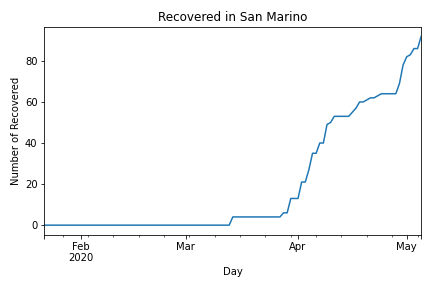 Recovered in San Marino
Number of Recovered
80
60
40
20
0
Feb
2020
Mar
Apr
May
Day